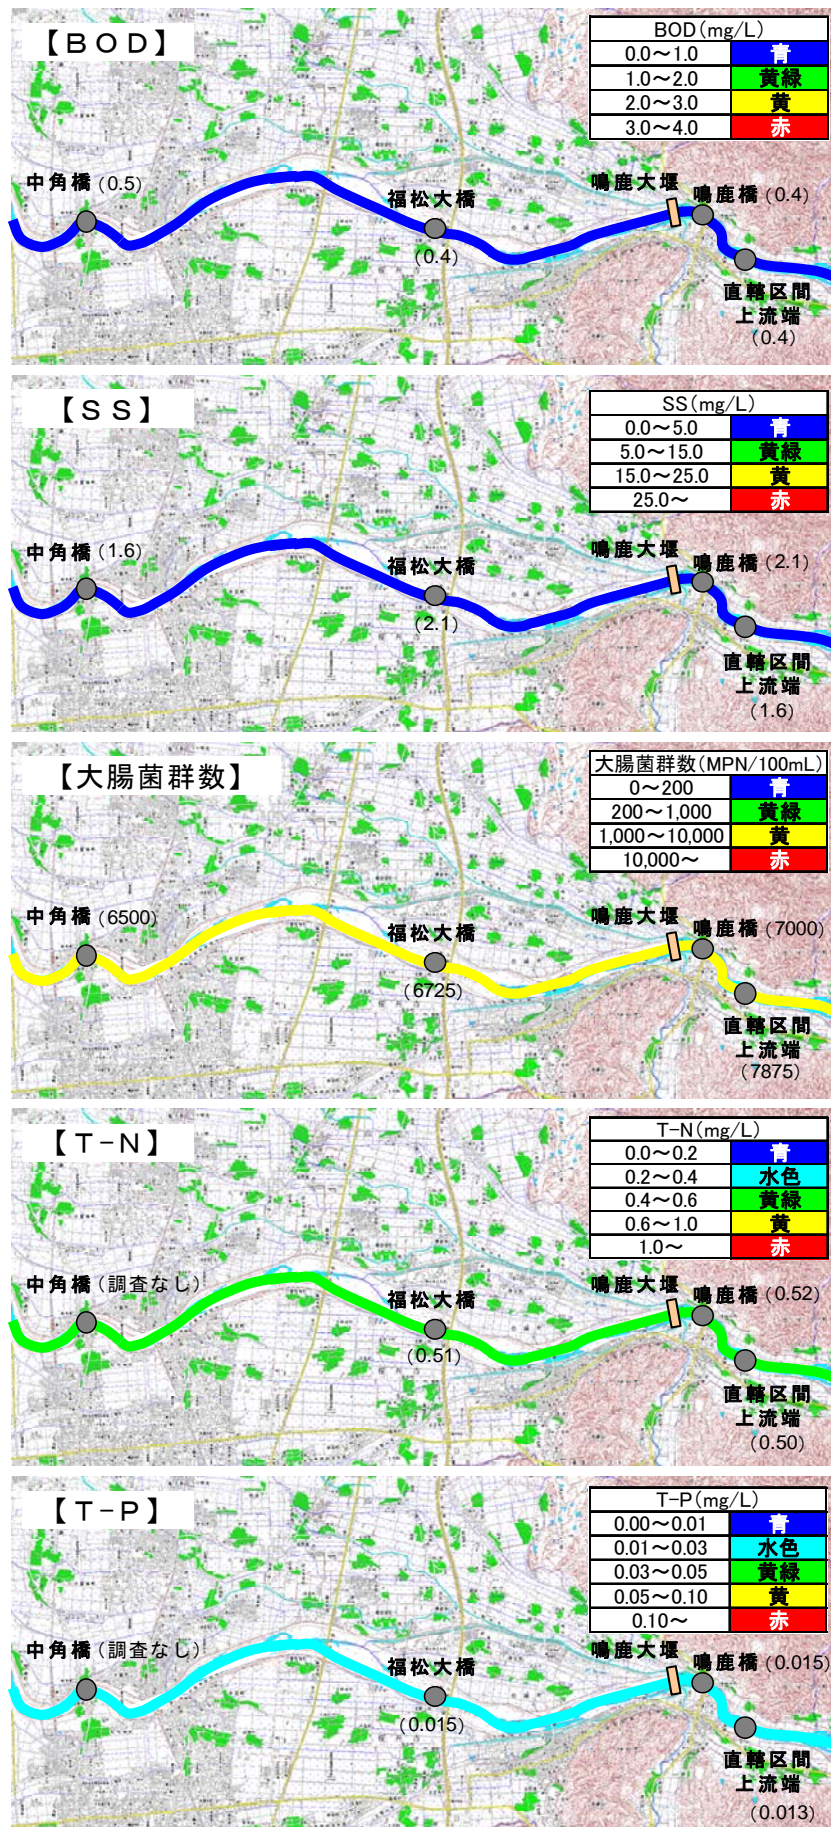 【ＢＯＤ】
BOD(mg/L)
0.0～1.0 青
1.0～2.0 黄緑
2.0～3.0 黄
3.0～4.0 赤
中角橋(0.5)
福松大橋
(0.4)
鳴鹿大堰
鳴鹿橋(0.4)
直轄区間
上流端
(0.4)
【ＳＳ】
SS(mg/L)
0.0～5.0 青
5.0～15.0 黄緑
15.0～25.0 黄
25.0～ 赤
中角橋(1.6)
福松大橋
(2.1)
鳴鹿大堰
鳴鹿橋(2.1)
直轄区間
上流端
(1.6)
【大腸菌群数】
大腸菌群数(MPN/100mL)
0～200 青
200～1,000 黄緑
1,000～10,000 黄
10,000～ 赤
中角橋(6500)
福松大橋
(6725)
鳴鹿大堰
鳴鹿橋(7000)
直轄区間
上流端
(7875)
【Ｔ-Ｎ】
T-N(mg/L)
0.0～0.2 青
0.2～0.4 水色
0.4～0.6 黄緑
0.6～1.0 黄
1.0～ 赤
中角橋(調査なし)
福松大橋
(0.51)
鳴鹿大堰
鳴鹿橋(0.52)
直轄区間
上流端
(0.50)
【Ｔ-Ｐ】
T-P(mg/L)
0.00～0.01 青
0.01～0.03 水色
0.03～0.05 黄緑
0.05～0.10 黄
0.10～ 赤
中角橋(調査なし)
福松大橋
(0.015)
鳴鹿大堰
鳴鹿橋(0.015)
直轄区間
上流端
(0.013)